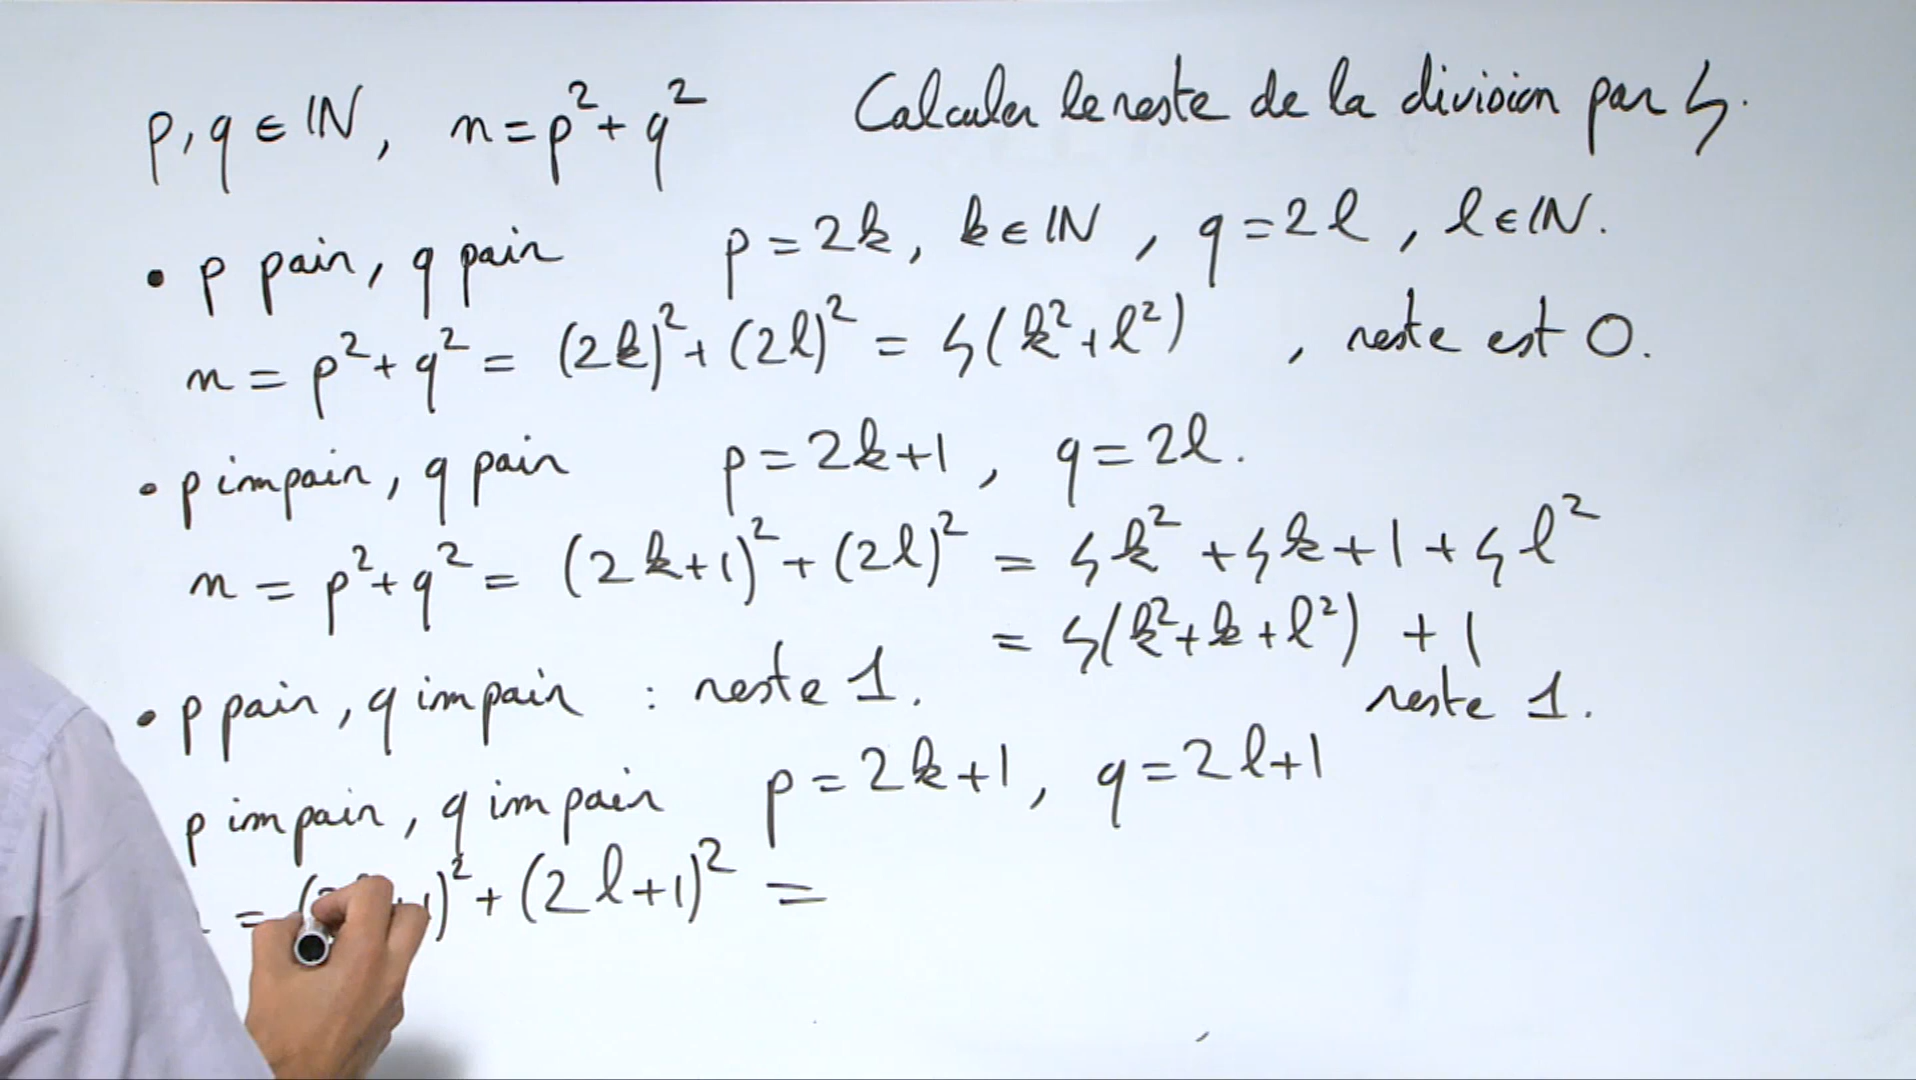 p, q ∈ ℕ, n = p² + q² Calculer le reste de la division par 4.
• p pair, q pair p = 2k, k ∈ ℕ, q = 2l, l ∈ ℕ.
n = p² + q² = (2k)² + (2l)² = 4(k² + l²), reste est 0.
• p impair, q pair p = 2k+1, q = 2l.
n = p² + q² = (2k+1)² + (2l)² = 4k² + 4k + 1 + 4l²
= 4(k² + k + l²) + 1
• p pair, q impair : reste 1. reste 1.
p impair, q impair p = 2k+1, q = 2l+1
= ( 1)² + (2l+1)² =